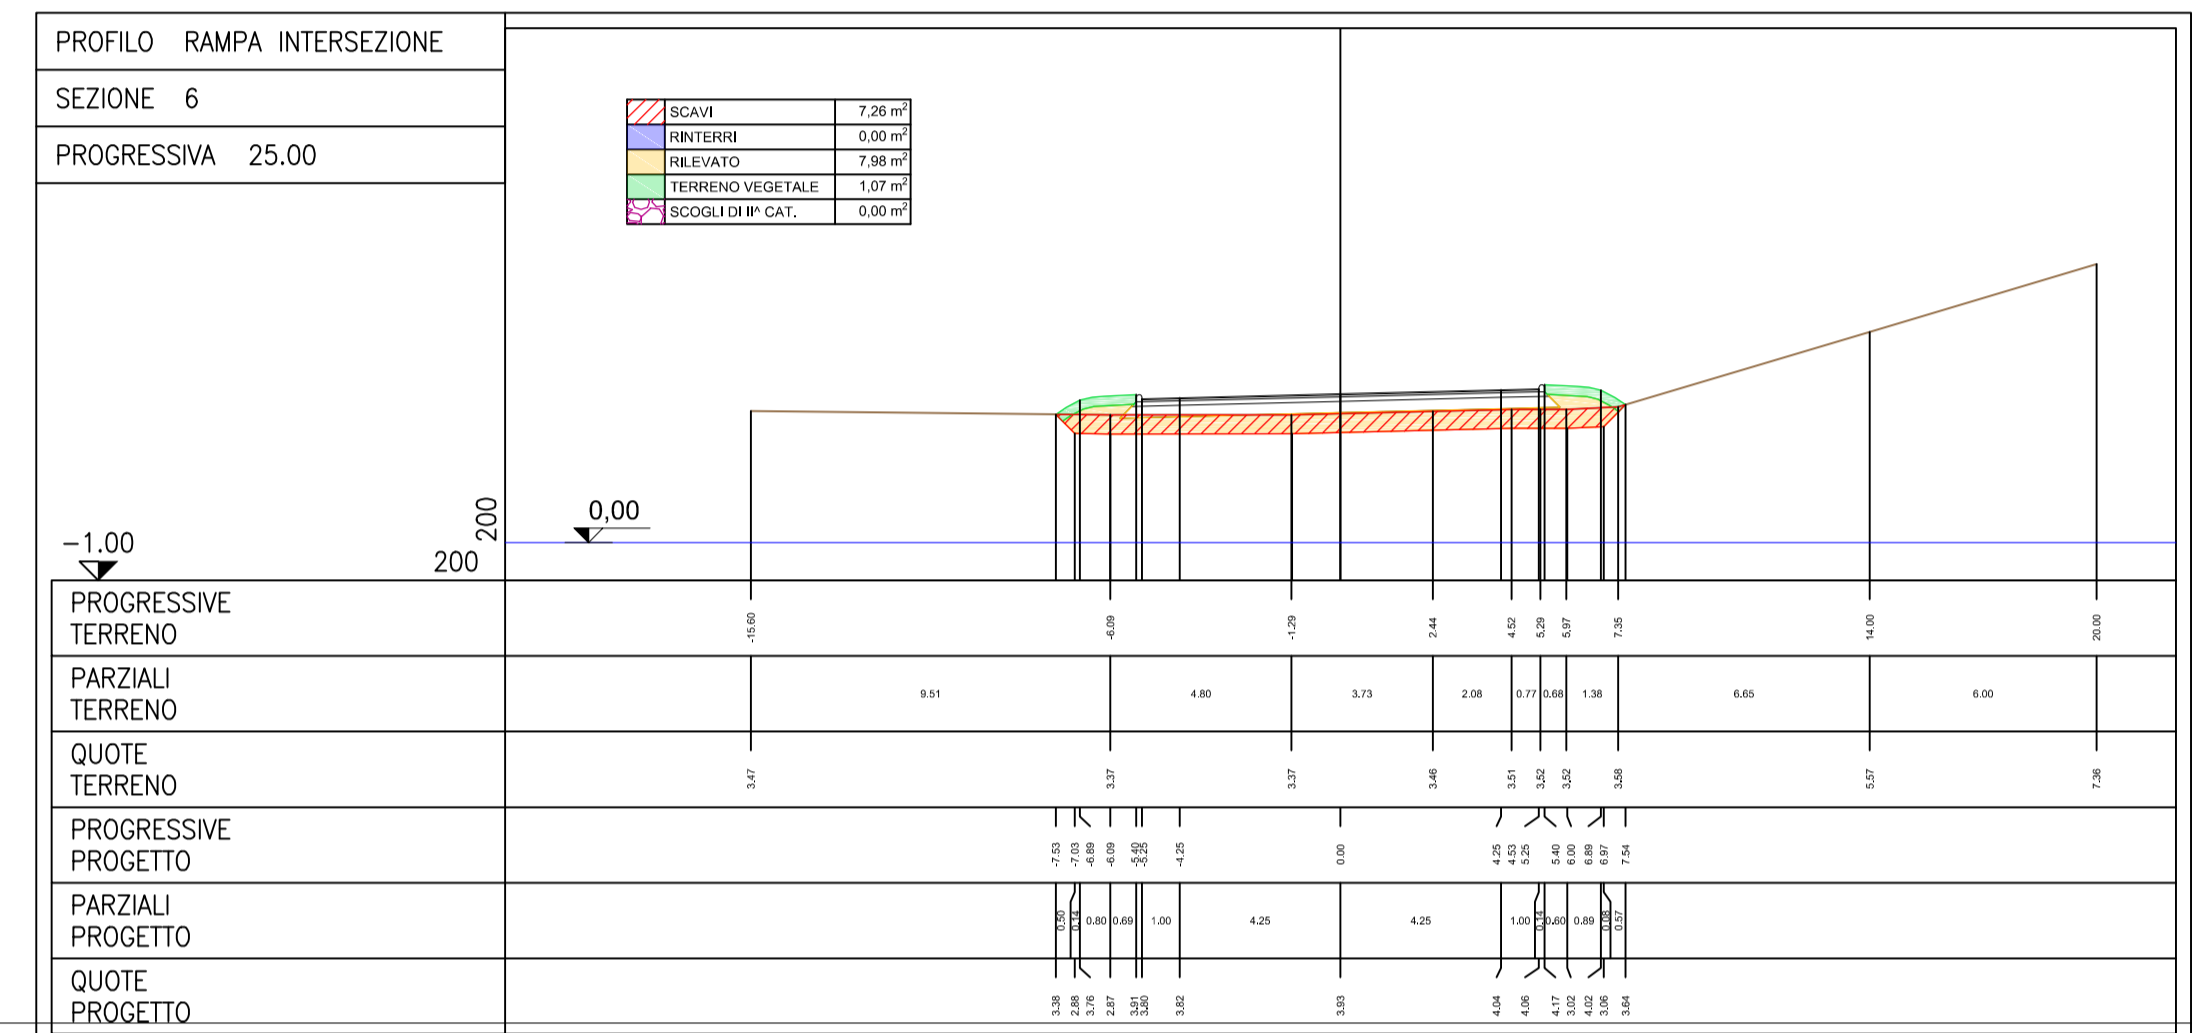 PROFILO RAMPA INTERSEZIONE
SEZIONE 6
PROGRESSIVA 25.00
SCAVI 7,26 m²
RINTERRI 0,00 m²
RILEVATO 7,98 m²
TERRENO VEGETALE 1,07 m²
SCOGLI DI II^ CAT. 0,00 m²
0,00
-1.00
200
200
PROGRESSIVE
TERRENO
-15.60 -6.09 -1.29 2.44 4.52 5.29 5.97 7.35 14.00 20.00
PARZIALI
TERRENO
9.51 4.80 3.73 2.08 0.77 0.68 1.38 6.65 6.00
QUOTE
TERRENO
3.47 3.37 3.37 3.46 3.51 3.52 3.52 3.58 5.57 7.36
PROGRESSIVE
PROGETTO
-7.53 -7.03 -6.89 -6.09 -5.40 -5.25 -4.25 0.00 4.25 4.53 5.25 5.40 6.00 6.89 6.97 7.54
PARZIALI
PROGETTO
0.50 0.14 0.80 0.69 1.00 4.25 4.25 1.00 0.14 0.60 0.89 0.08 0.57
QUOTE
PROGETTO
3.38 2.88 3.76 2.87 3.91 3.80 3.82 3.93 4.04 4.06 4.17 3.02 4.02 3.06 3.64